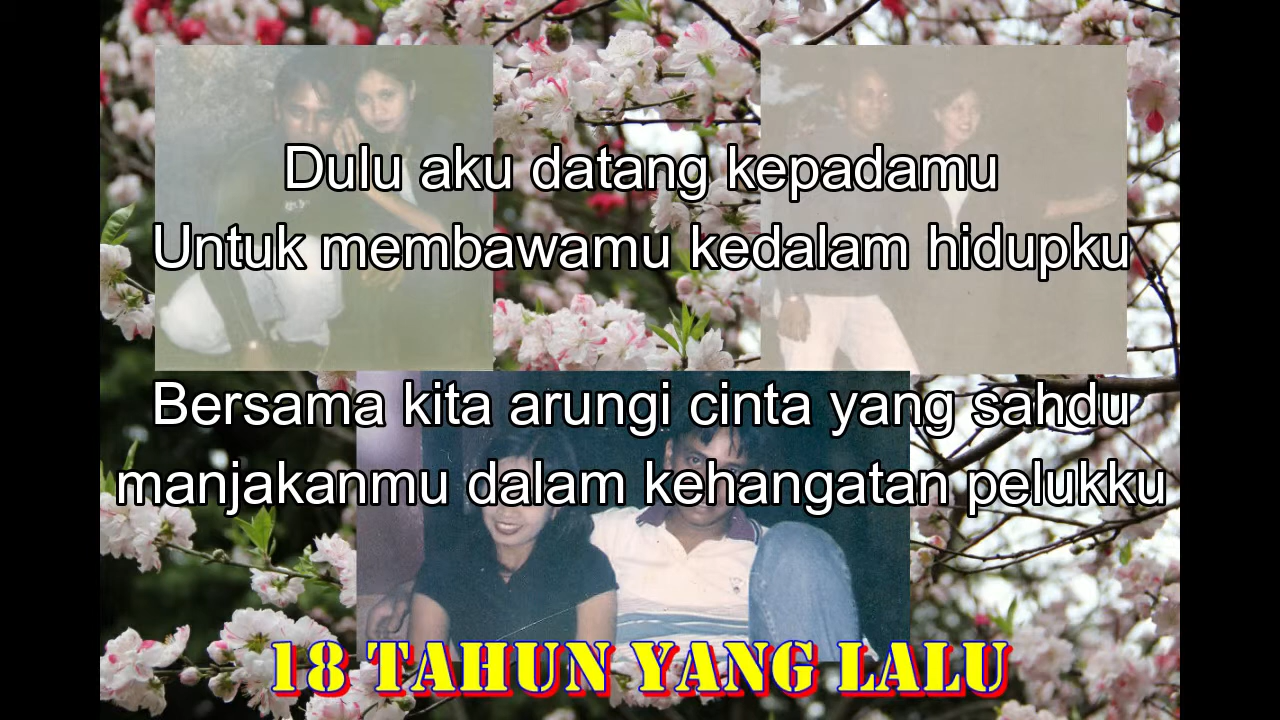 Dulu aku datang kepadamu
Untuk membawamu kedalam hidupku
Bersama kita arungi cinta yang sahdu
manjakanmu dalam kehangatan pelukku
18 TAHUN YANG LALU